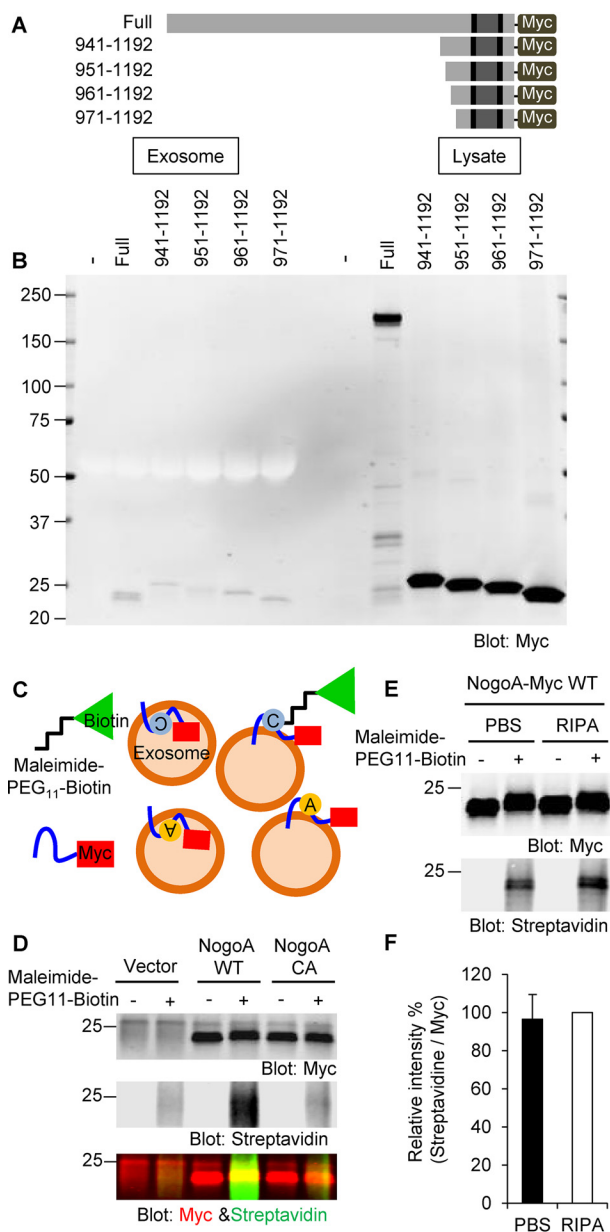 A
Full Myc
941-1192 Myc
951-1192 Myc
961-1192 Myc
971-1192 Myc
Exosome Lysate
- Full 941-1192 951-1192 961-1192 971-1192 - Full 941-1192 951-1192 961-1192 971-1192
B
250
150
100
75
50
37
25
20
Blot: Myc
C
Biotin
Maleimide-
PEG11-Biotin
Myc
C
Exosome
C
A
A
D
Maleimide-
PEG11-Biotin
Vector NogoA WT NogoA CA
- + - + - +
25
Blot: Myc
25
Blot: Streptavidin
25
Blot: Myc &Streptavidin
E
NogoA-Myc WT
PBS RIPA
Maleimide-
PEG11-Biotin
- + - +
25
Blot: Myc
25
Blot: Streptavidin
F
Relative intensity %
(Streptavidine / Myc)
120
100
80
60
40
20
0
PBS RIPA